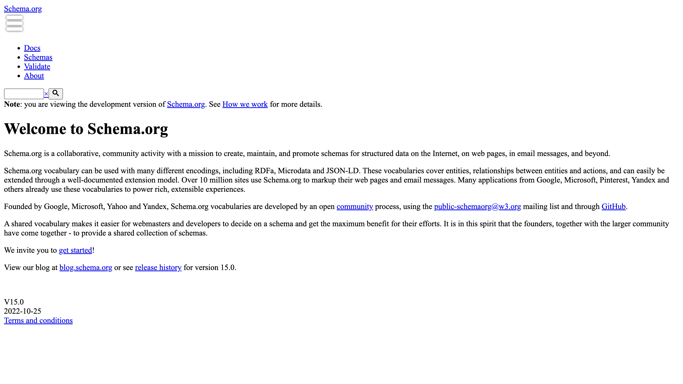 Schema.org
Docs
Schemas
Validate
About
×
Note: you are viewing the development version of Schema.org. See How we work for more details.
Welcome to Schema.org
Schema.org is a collaborative, community activity with a mission to create, maintain, and promote schemas for structured data on the Internet, on web pages, in email messages, and beyond.
Schema.org vocabulary can be used with many different encodings, including RDFa, Microdata and JSON-LD. These vocabularies cover entities, relationships between entities and actions, and can easily be
extended through a well-documented extension model. Over 10 million sites use Schema.org to markup their web pages and email messages. Many applications from Google, Microsoft, Pinterest, Yandex and
others already use these vocabularies to power rich, extensible experiences.
Founded by Google, Microsoft, Yahoo and Yandex, Schema.org vocabularies are developed by an open community process, using the public-schemaorg@w3.org mailing list and through GitHub.
A shared vocabulary makes it easier for webmasters and developers to decide on a schema and get the maximum benefit for their efforts. It is in this spirit that the founders, together with the larger community
have come together - to provide a shared collection of schemas.
We invite you to get started!
View our blog at blog.schema.org or see release history for version 15.0.
V15.0
2022-10-25
Terms and conditions